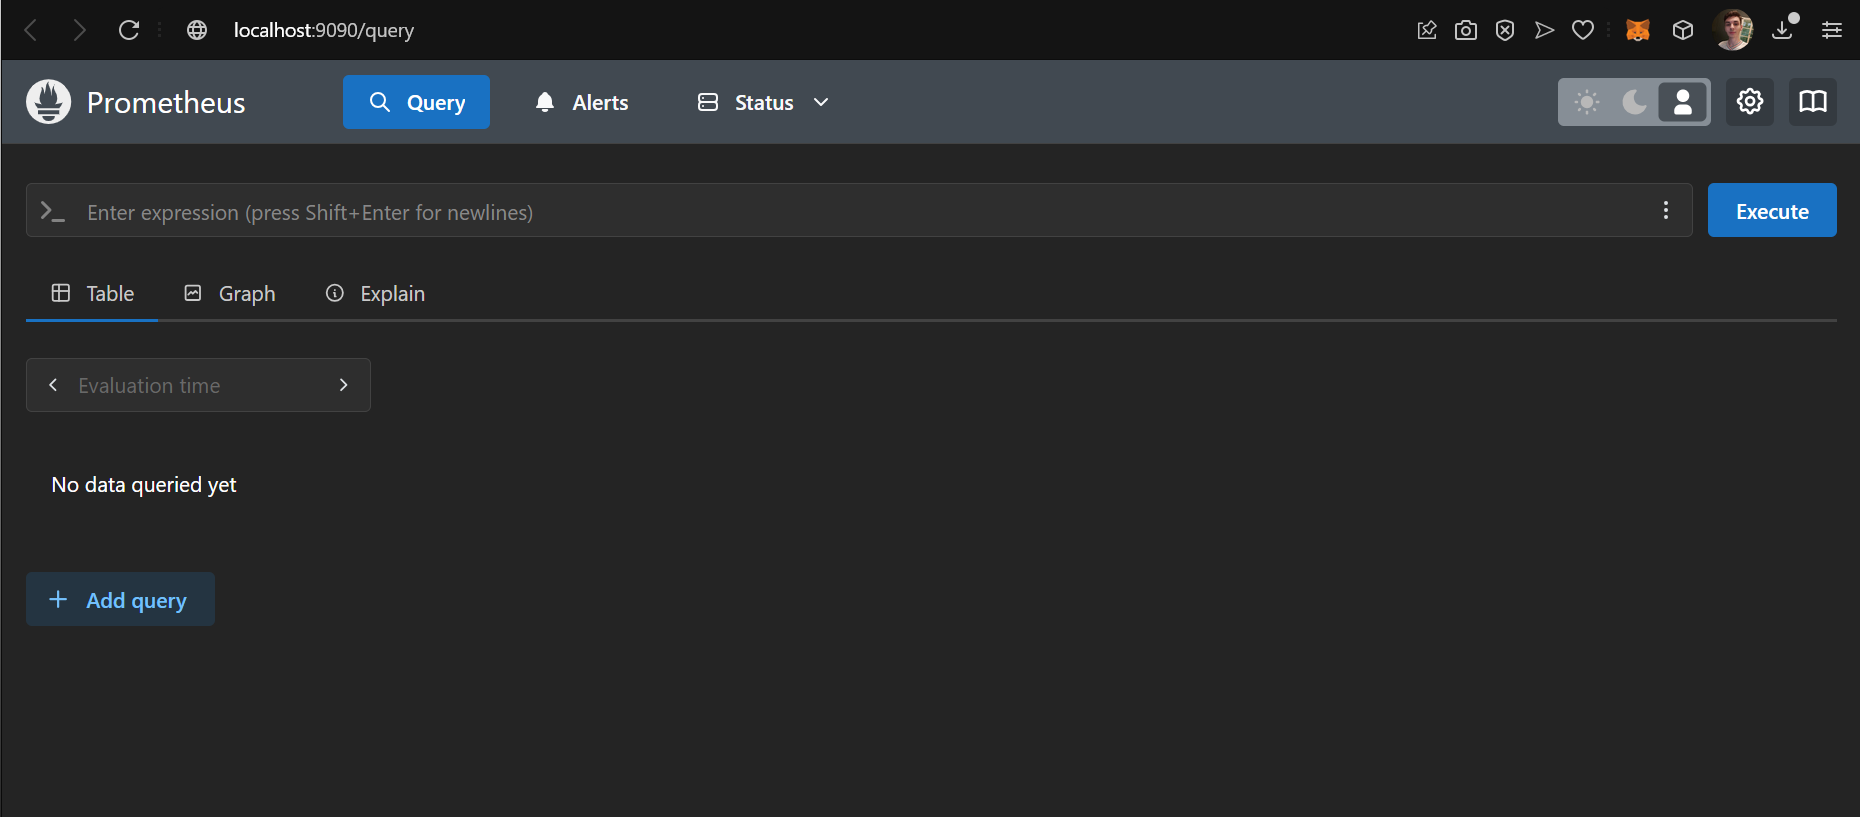 localhost:9090/query
Prometheus
Query
Alerts
Status
Enter expression (press Shift+Enter for newlines)
Execute
Table
Graph
Explain
Evaluation time
No data queried yet
Add query